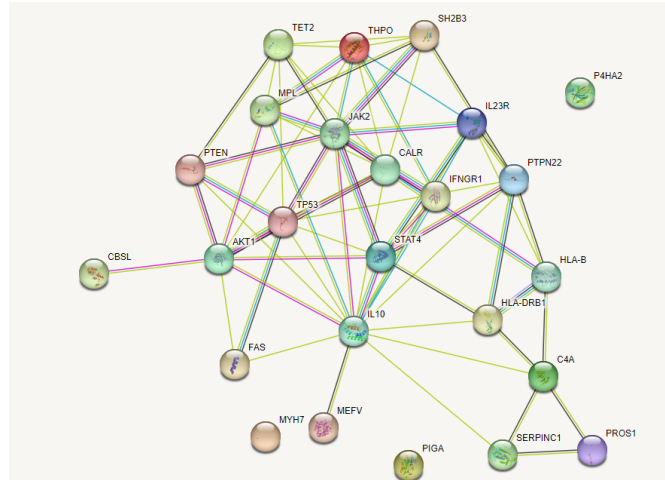 TET2
THPO
SH2B3
P4HA2
MPL
IL23R
JAK2
PTEN
CALR
PTPN22
IFNGR1
TP53
AKT1
STAT4
CBSL
HLA-B
HLA-DRB1
IL10
FAS
C4A
MEFV
MYH7
SERPINC1
PROS1
PIGA